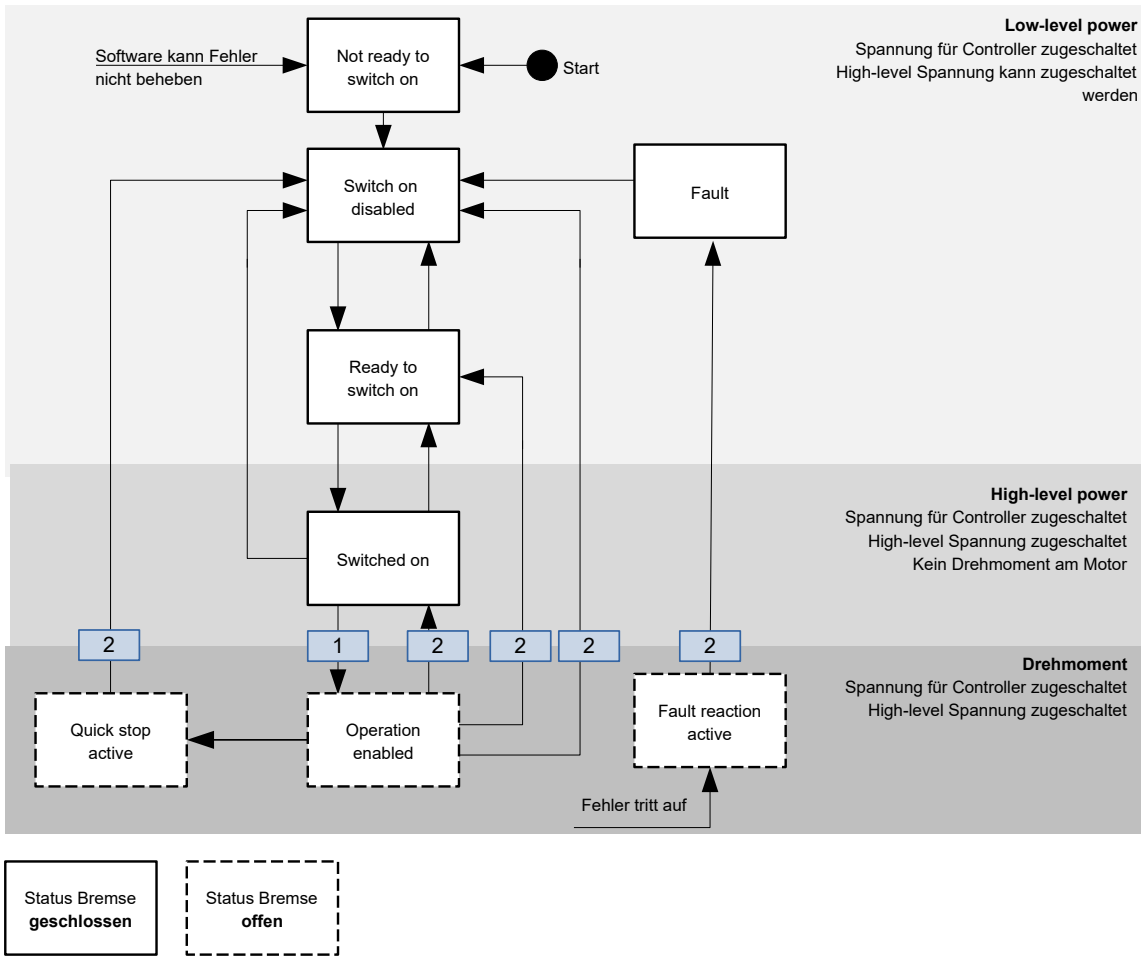 Low-level power
Spannung für Controller zugeschaltet
High-level Spannung kann zugeschaltet
werden
Software kann Fehler
nicht beheben
Not ready to
switch on
Start
Switch on
disabled
Fault
Ready to
switch on
High-level power
Spannung für Controller zugeschaltet
High-level Spannung zugeschaltet
Kein Drehmoment am Motor
Switched on
2
1
2
2
2
2
Drehmoment
Spannung für Controller zugeschaltet
High-level Spannung zugeschaltet
Quick stop
active
Operation
enabled
Fault reaction
active
Fehler tritt auf
Status Bremse
geschlossen
Status Bremse
offen